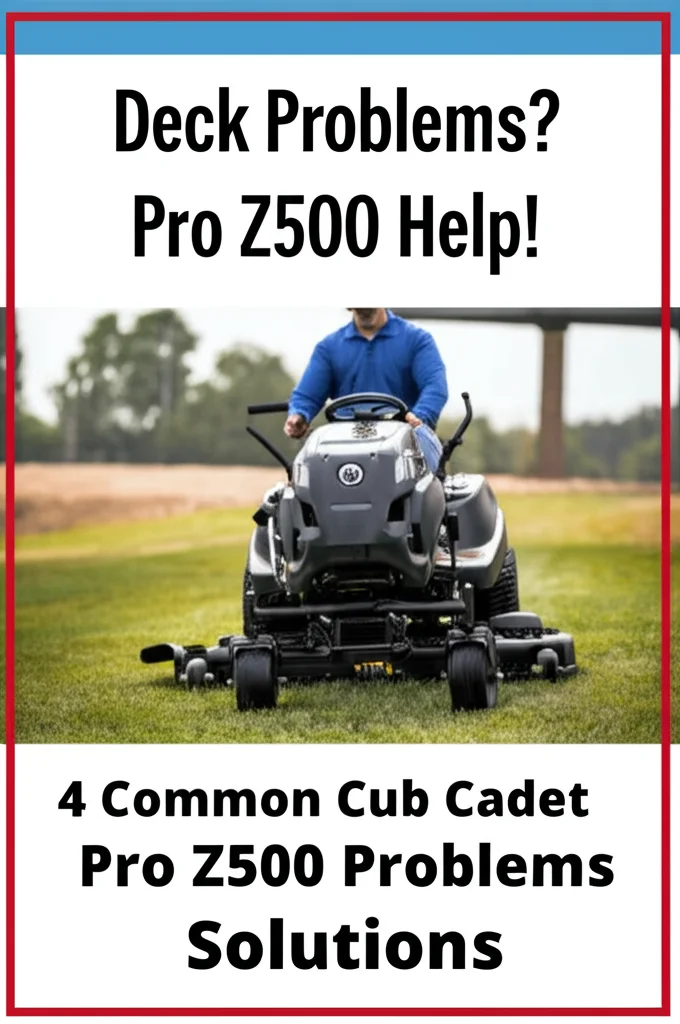 Deck Problems?
Pro Z500 Help!
4 Common Cub Cadet
Pro Z500 Problems
Solutions